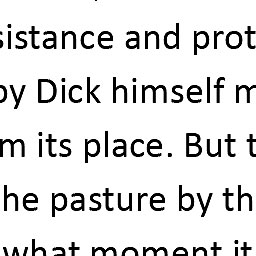 sistance and prot
by Dick himself m
m its place. But t
he pasture by th
what moment it